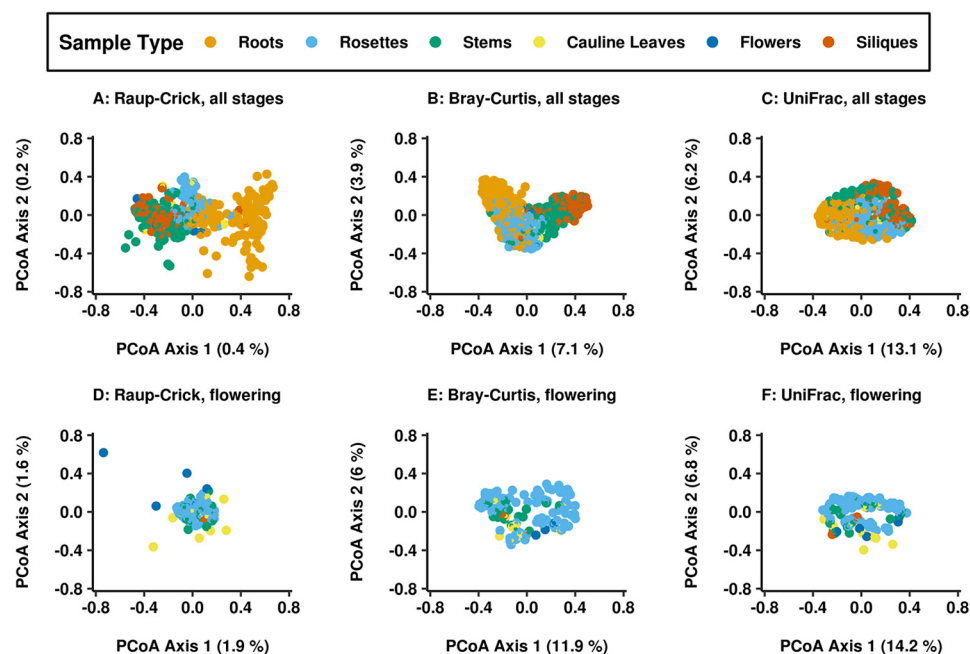 Sample Type Roots Rosettes Stems Cauline Leaves Flowers Siliques
A: Raup-Crick, all stages
PCoA Axis 2 (0.2 %)
0.8
0.4
0.0
-0.4
-0.8
-0.8 -0.4 0.0 0.4 0.8
PCoA Axis 1 (0.4 %)
B: Bray-Curtis, all stages
PCoA Axis 2 (3.9 %)
0.8
0.4
0.0
-0.4
-0.8
-0.8 -0.4 0.0 0.4 0.8
PCoA Axis 1 (7.1 %)
C: UniFrac, all stages
PCoA Axis 2 (6.2 %)
0.8
0.4
0.0
-0.4
-0.8
-0.8 -0.4 0.0 0.4 0.8
PCoA Axis 1 (13.1 %)
D: Raup-Crick, flowering
PCoA Axis 2 (1.6 %)
0.8
0.4
0.0
-0.4
-0.8
-0.8 -0.4 0.0 0.4 0.8
PCoA Axis 1 (1.9 %)
E: Bray-Curtis, flowering
PCoA Axis 2 (6 %)
0.8
0.4
0.0
-0.4
-0.8
-0.8 -0.4 0.0 0.4 0.8
PCoA Axis 1 (11.9 %)
F: UniFrac, flowering
PCoA Axis 2 (6.8 %)
0.8
0.4
0.0
-0.4
-0.8
-0.8 -0.4 0.0 0.4 0.8
PCoA Axis 1 (14.2 %)